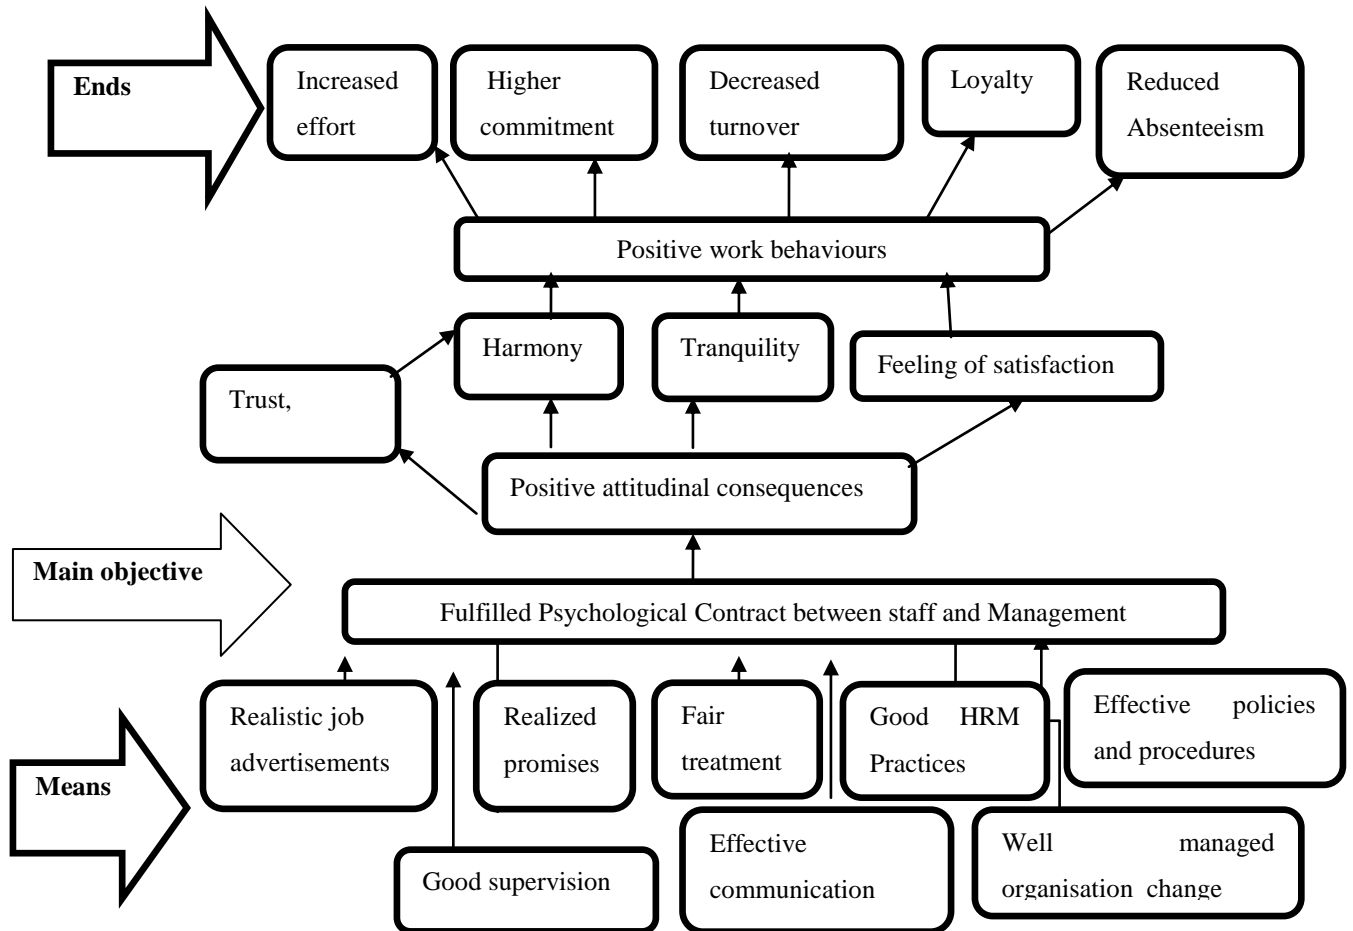 Ends
Increased
effort
Higher
commitment
Decreased
turnover
Loyalty
Reduced
Absenteeism
Positive work behaviours
Harmony
Tranquility
Feeling of satisfaction
Trust,
Positive attitudinal consequences
Main objective
Fulfilled Psychological Contract between staff and Management
Means
Realistic job
advertisements
Realized
promises
Fair
treatment
Good HRM
Practices
Effective policies
and procedures
Good supervision
Effective
communication
Well managed
organisation change